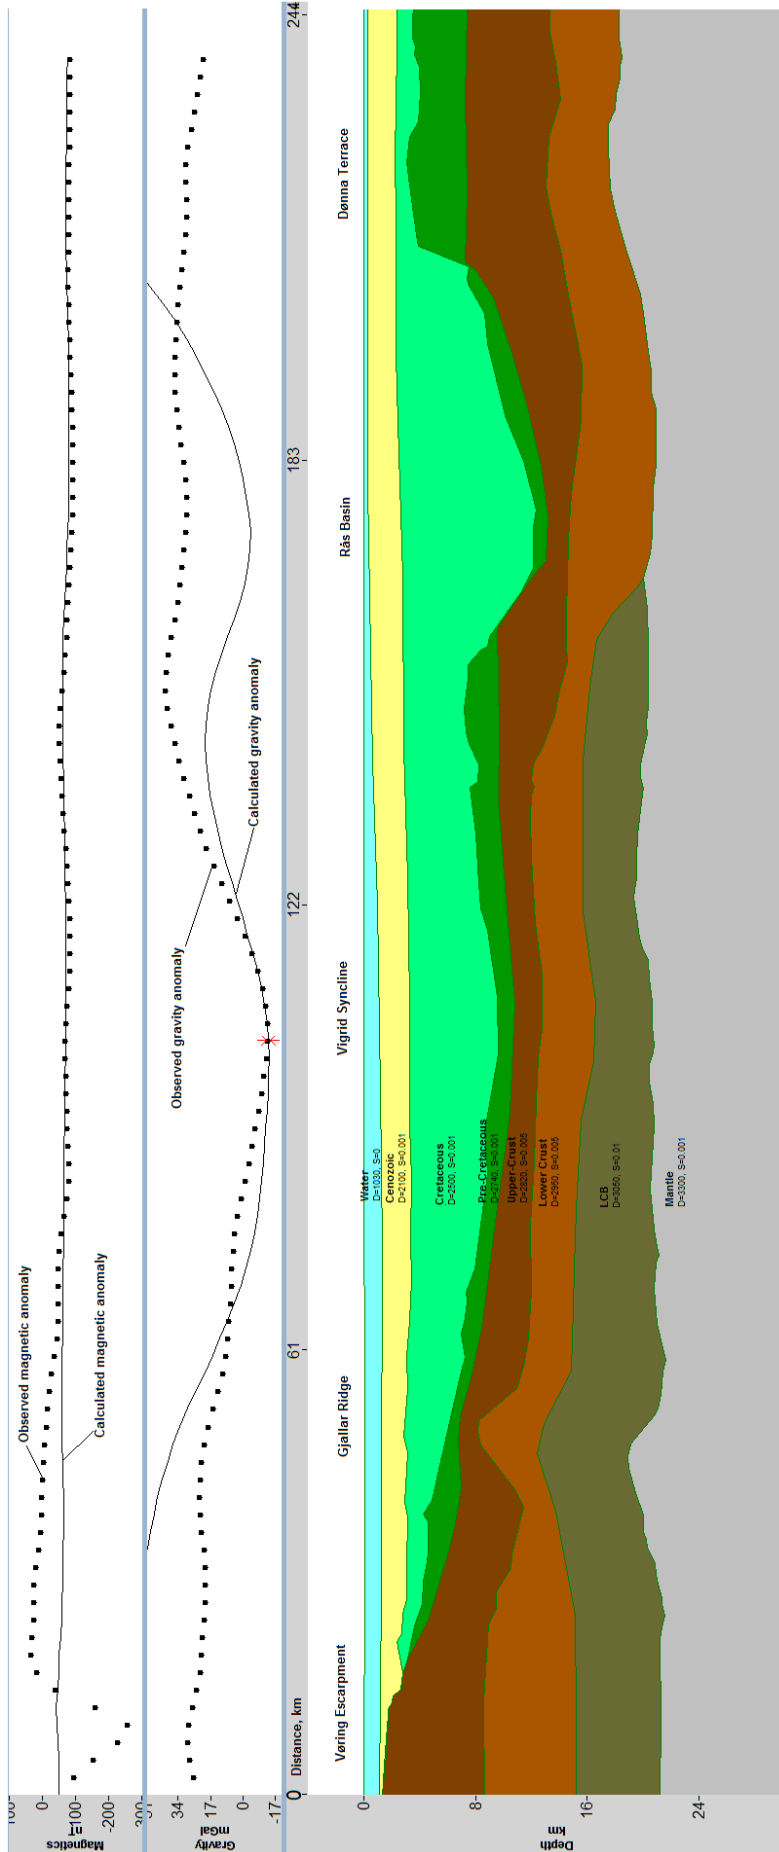 Magnetics
nT
0
-100
-200
-300
Observed magnetic anomaly
Calculated magnetic anomaly
Gravity
mGal
34
17
0
-17
Observed gravity anomaly
Calculated gravity anomaly
0
Distance, km
61
122
183
244
Vøring Escarpment
Gjallar Ridge
Vigrid Syncline
Rås Basin
Dønna Terrace
Depth
km
0
8
16
24
Water
D=1030, S=0
Cenozoic
D=2100, S=0.001
Cretaceous
D=2500, S=0.001
Pre-Cretaceous
D=2740, S=0.001
Upper-Crust
D=2820, S=0.005
Lower Crust
D=2950, S=0.005
LCB
D=3050, S=0.01
Mantle
D=3300, S=0.001